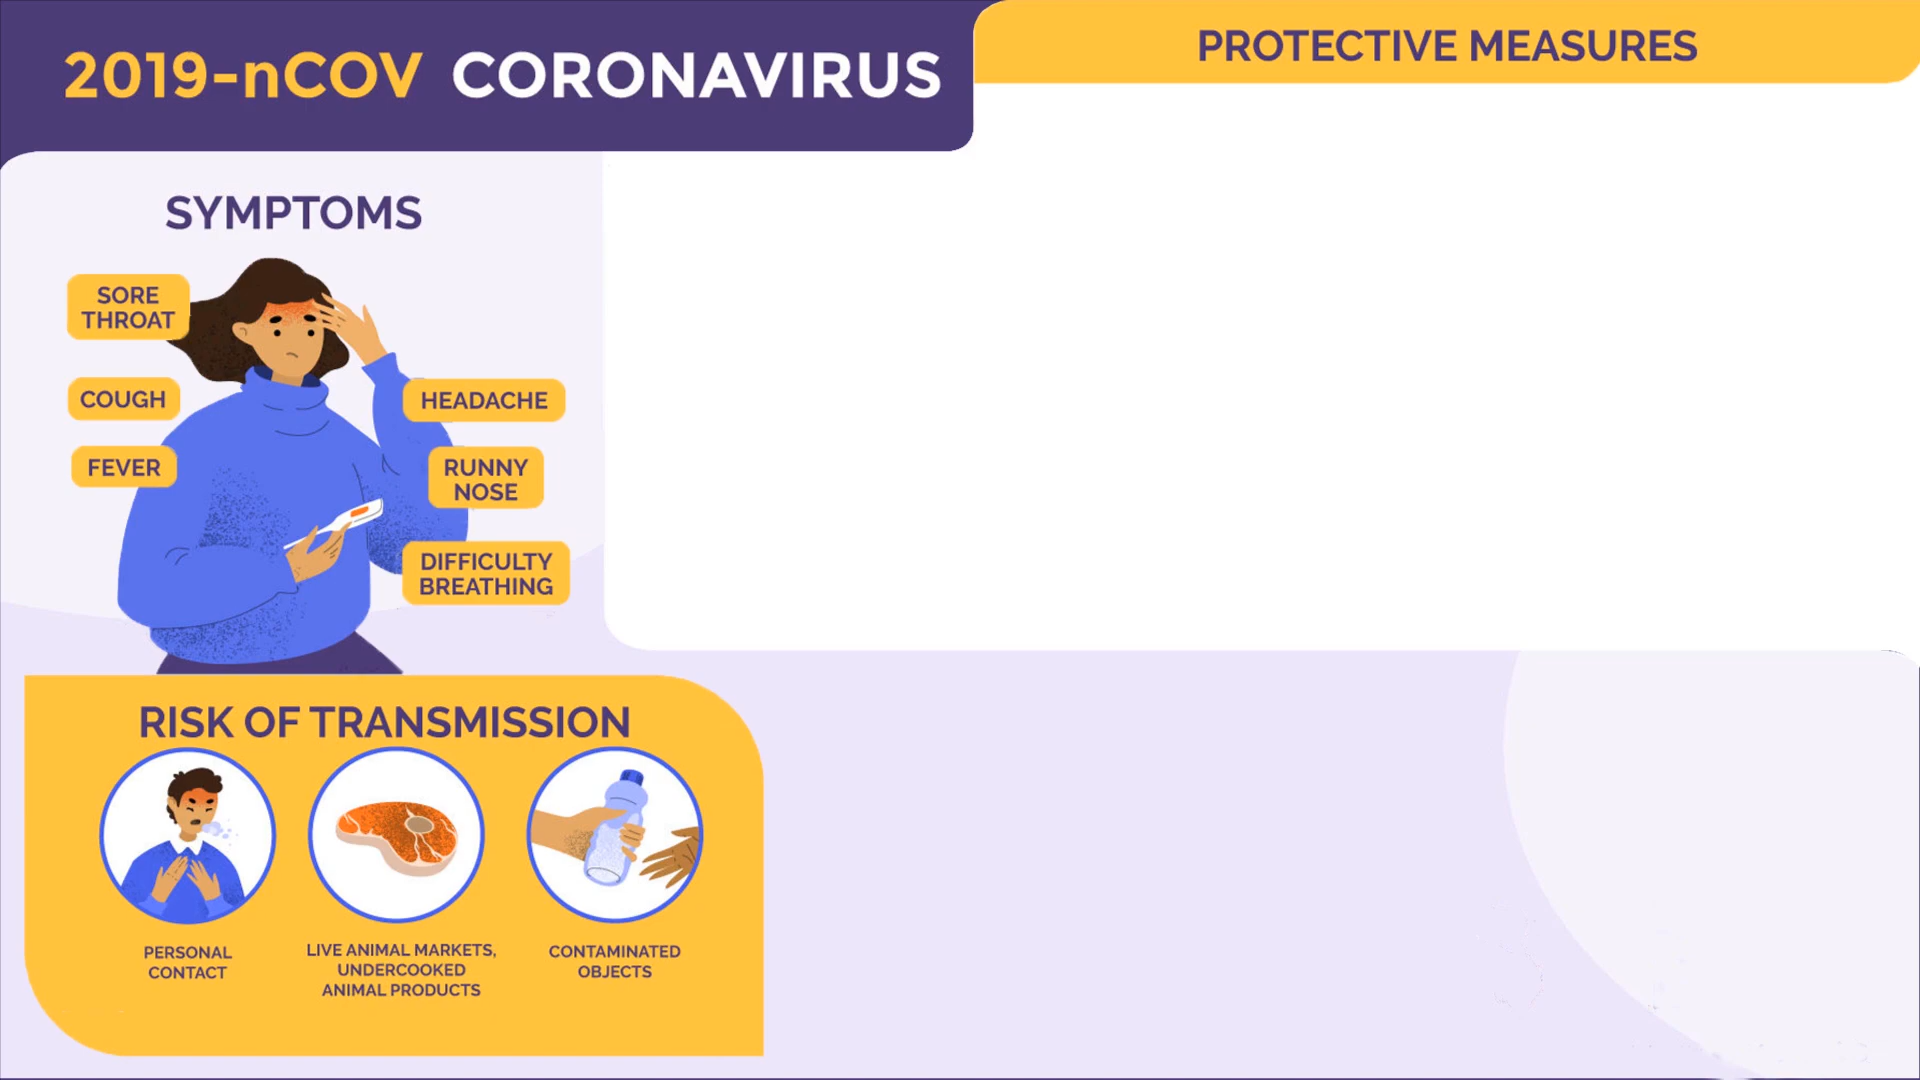 2019-nCOV CORONAVIRUS
PROTECTIVE MEASURES
SYMPTOMS
SORE
THROAT
COUGH
FEVER
HEADACHE
RUNNY
NOSE
DIFFICULTY
BREATHING
RISK OF TRANSMISSION
PERSONAL
CONTACT
LIVE ANIMAL MARKETS,
UNDERCOOKED
ANIMAL PRODUCTS
CONTAMINATED
OBJECTS